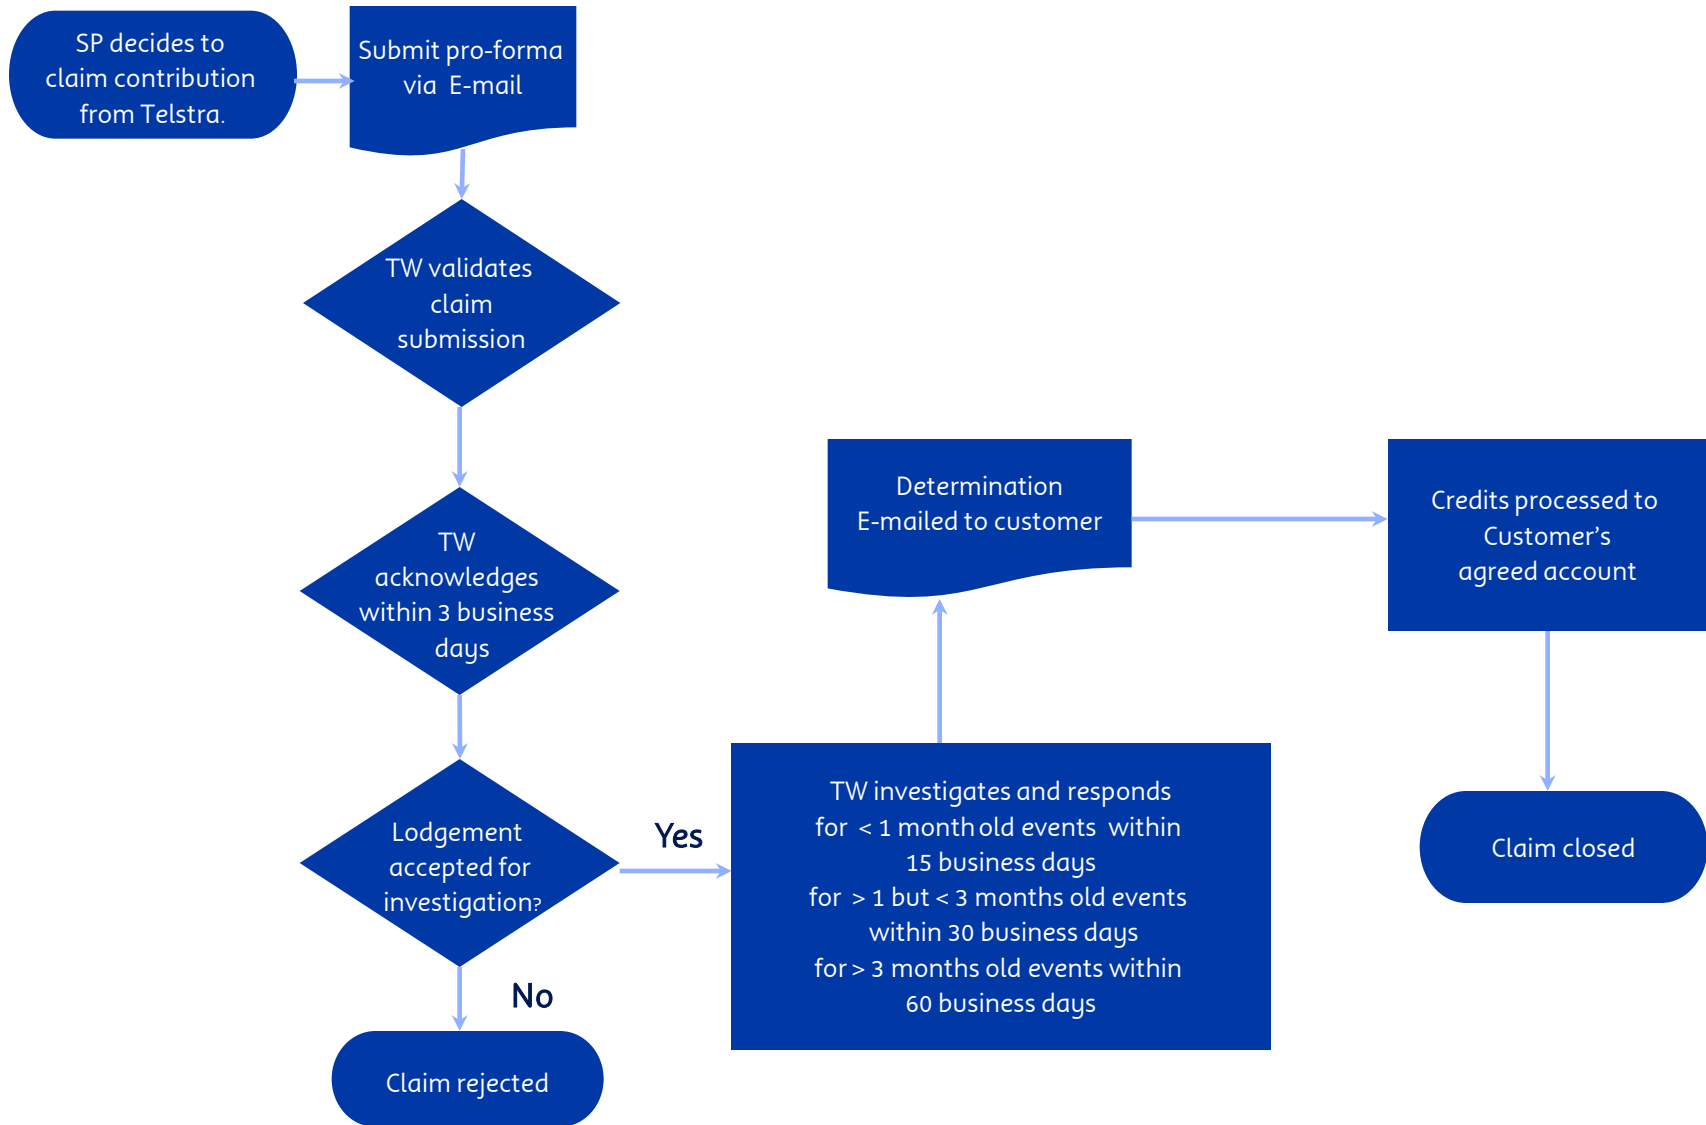 SP decides to
claim contribution
from Telstra.
Submit pro-forma
via E-mail
TW validates
claim
submission
TW
acknowledges
within 3 business
days
Lodgement
accepted for
investigation?
Yes
No
Claim rejected
TW investigates and responds
for < 1 month old events within
15 business days
for > 1 but < 3 months old events
within 30 business days
for > 3 months old events within
60 business days
Determination
E-mailed to customer
Credits processed to
Customer’s
agreed account
Claim closed